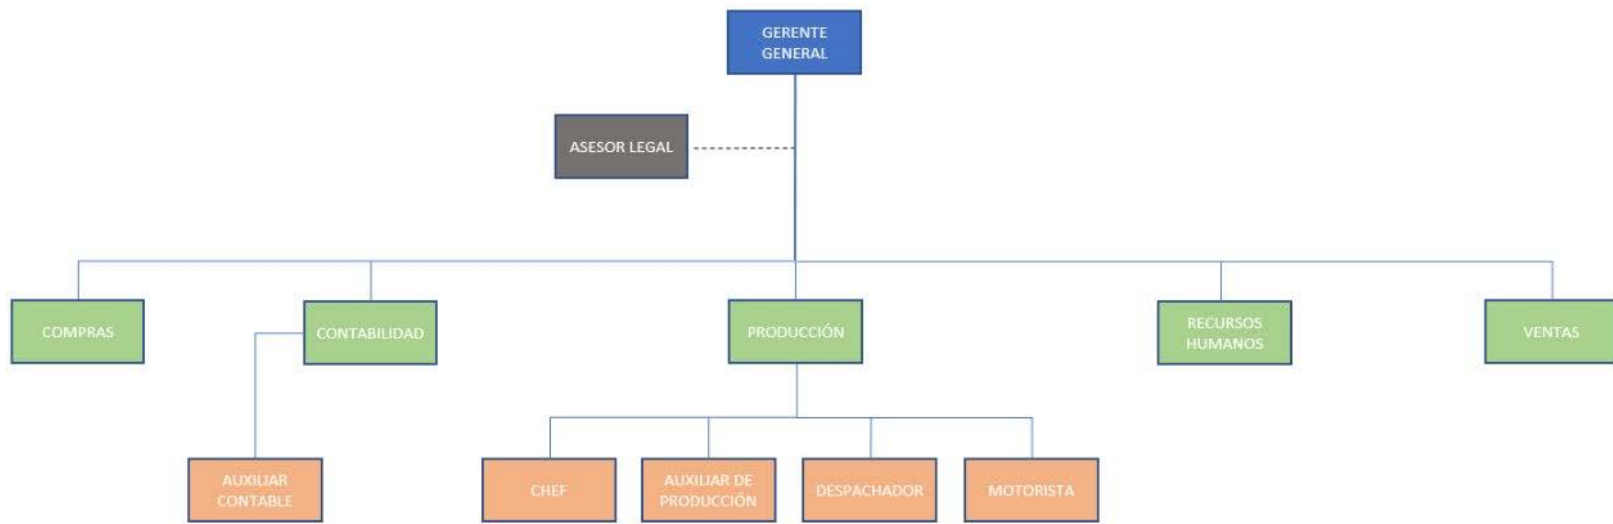 GERENTE
GENERAL
ASESOR LEGAL
COMPRAS
CONTABILIDAD
PRODUCCIÓN
RECURSOS
HUMANOS
VENTAS
AUXILIAR
CONTABLE
CHEF
AUXILIAR DE
PRODUCCIÓN
DESPACHADOR
MOTORISTA